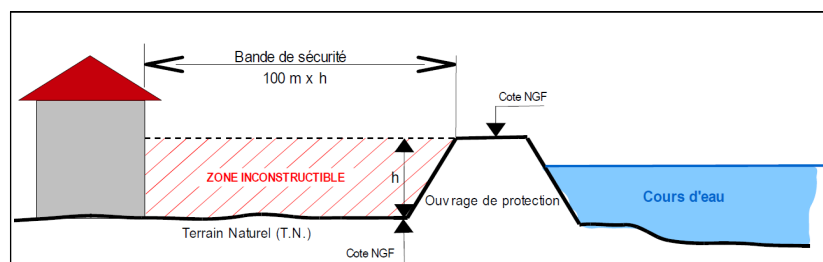 Bande de sécurité
100 m x h
Cote NGF
ZONE INCONSTRUCTIBLE
h
Ouvrage de protection
Cours d'eau
Terrain Naturel (T.N.)
Cote NGF